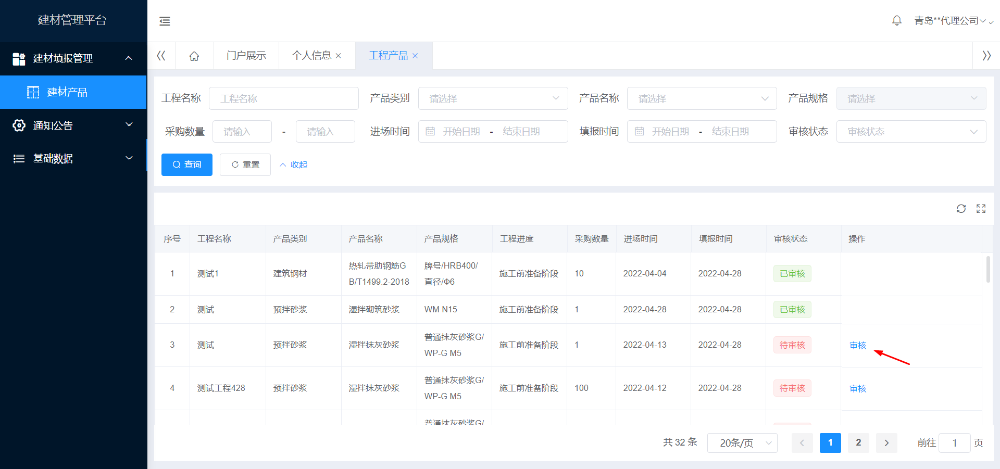 建材管理平台
青岛**代理公司
建材填报管理
建材产品
通知公告
基础数据
门户展示
个人信息
工程产品
工程名称 工程名称 产品类别 请选择 产品名称 请选择 产品规格 请选择
采购数量 请输入 - 请输入 进场时间 开始日期 - 结束日期 填报时间 开始日期 - 结束日期 审核状态 审核状态
查询 重置 收起
序号 工程名称 产品类别 产品名称 产品规格 工程进度 采购数量 进场时间 填报时间 审核状态 操作
1 测试1 建筑钢材 热轧带肋钢筋G
B/T1499.2-2018 牌号/HRB400/
直径/Φ6 施工前准备阶段 10 2022-04-04 2022-04-28 已审核
2 测试 预拌砂浆 湿拌砌筑砂浆 WM N15 施工前准备阶段 1 2022-04-28 2022-04-28 已审核
3 测试 预拌砂浆 湿拌抹灰砂浆 普通抹灰砂浆G/
WP-G M5 施工前准备阶段 1 2022-04-13 2022-04-28 待审核 审核
4 测试工程428 预拌砂浆 湿拌抹灰砂浆 普通抹灰砂浆G/
WP-G M5 施工前准备阶段 100 2022-04-12 2022-04-28 待审核 审核
普通抹灰砂浆G/
共 32 条 20条/页 1 2 前往 1 页